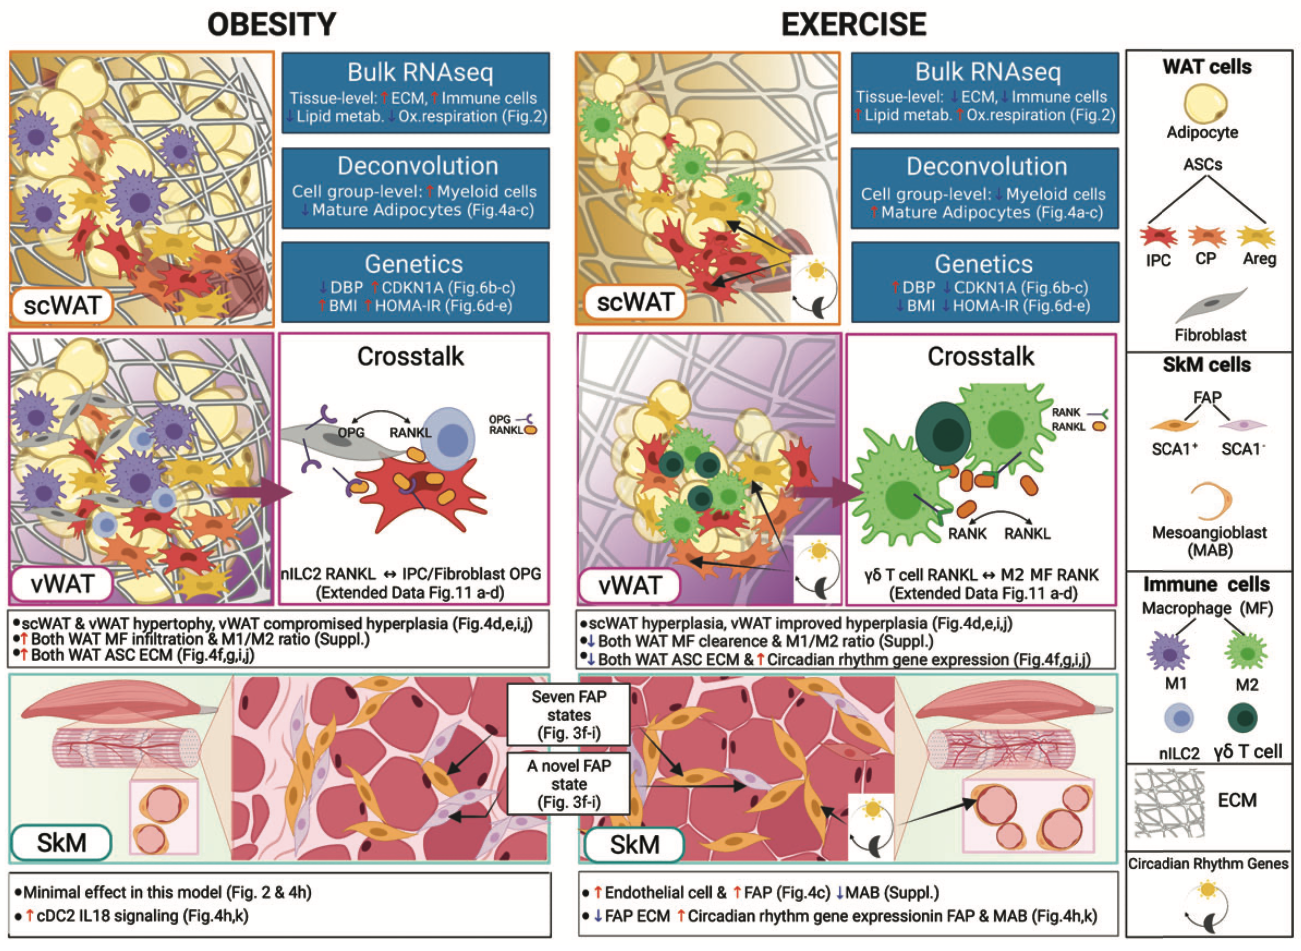 OBESITY
EXERCISE
Bulk RNAseq
Tissue-level: ↑ECM, ↑Immune cells
↓Lipid metab. ↓Ox.respiration (Fig.2)
Deconvolution
Cell group-level: ↑Myeloid cells
↓Mature Adipocytes (Fig.4a-c)
Genetics
↓DBP ↑CDKN1A (Fig.6b-c)
↑BMI ↑HOMA-IR (Fig.6d-e)
scWAT
Bulk RNAseq
Tissue-level: ↓ECM, ↓Immune cells
↑Lipid metab. ↑Ox.respiration (Fig.2)
Deconvolution
Cell group-level: ↓Myeloid cells
↑Mature Adipocytes (Fig.4a-c)
Genetics
↑DBP ↓CDKN1A (Fig.6b-c)
↓BMI ↓HOMA-IR (Fig.6d-e)
scWAT
Crosstalk
OPG
RANKL
OPG
RANKL
nILC2 RANKL ↔ IPC/Fibroblast OPG
(Extended Data Fig.11 a-d)
vWAT
Crosstalk
RANK
RANKL
RANK
RANKL
γδ T cell RANKL ↔ M2 MF RANK
(Extended Data Fig.11 a-d)
vWAT
•scWAT & vWAT hypertophy, vWAT compromised hyperplasia (Fig.4d,e,i,j)
•↑Both WAT MF infiltration & M1/M2 ratio (Suppl.)
•↑Both WAT ASC ECM (Fig.4f,g,i,j)
•scWAT hyperplasia, vWAT improved hyperplasia (Fig.4d,e,i,j)
•↓Both WAT MF clearence & M1/M2 ratio (Suppl.)
•↓Both WAT ASC ECM & ↑Circadian rhythm gene expression (Fig.4f,g,i,j)
Seven FAP
states
(Fig. 3f-i)
A novel FAP
state
(Fig. 3f-i)
SkM
SkM
•Minimal effect in this model (Fig. 2 & 4h)
•↑cDC2 IL18 signaling (Fig.4h,k)
•↑Endothelial cell & ↑FAP (Fig.4c) ↓MAB (Suppl.)
•↓FAP ECM ↑Circadian rhythm gene expressionin FAP & MAB (Fig.4h,k)
WAT cells
Adipocyte
ASCs
IPC CP Areg
Fibroblast
SkM cells
FAP
SCA1⁺ SCA1⁻
Mesoangioblast
(MAB)
Immune cells
Macrophage (MF)
M1 M2
nILC2 γδ T cell
ECM
Circadian Rhythm Genes